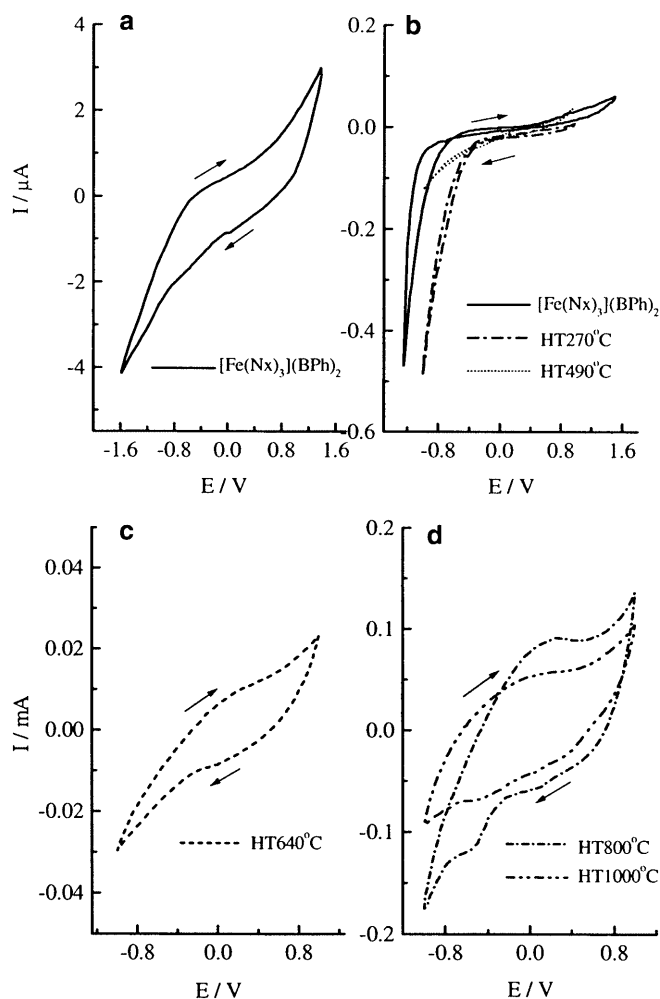 a
4
2
0
-2
-4
I / μA
-1.6 -0.8 0.0 0.8 1.6
E / V
[Fe(Nx)₃](BPh)₂
b
0.2
0.0
-0.2
-0.4
-0.6
-0.8 0.0 0.8 1.6
E / V
[Fe(Nx)₃](BPh)₂
HT270°C
HT490°C
c
0.04
0.02
0.00
-0.02
-0.04
I / mA
-0.8 0.0 0.8
E / V
HT640°C
d
0.2
0.1
0.0
-0.1
-0.2
-0.8 0.0 0.8
E / V
HT800°C
HT1000°C